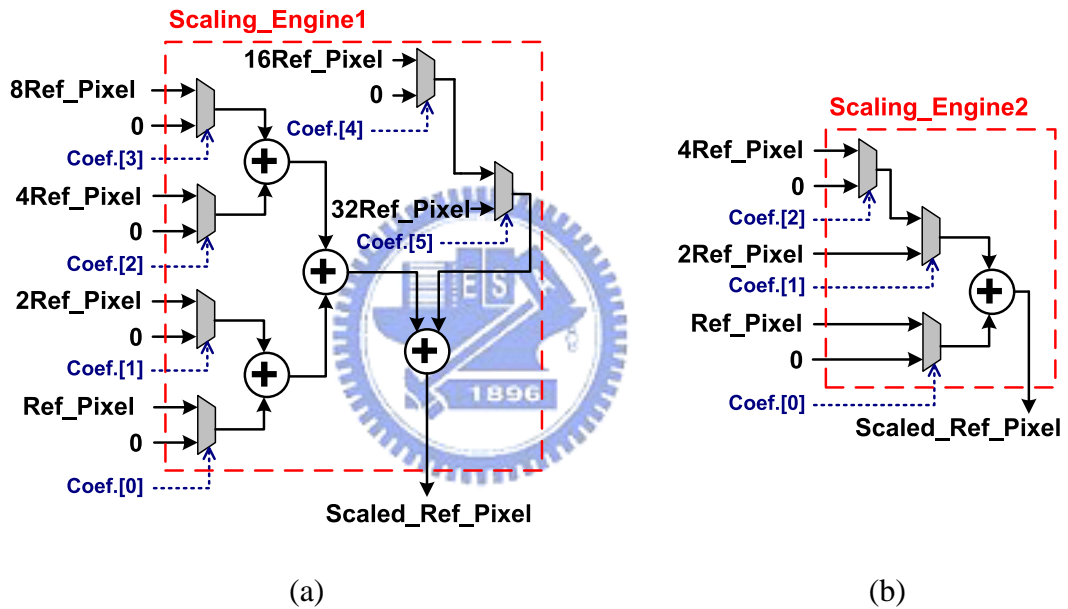 Scaling_Engine1
16Ref_Pixel
0
Coef.[4]
8Ref_Pixel
0
Coef.[3]
+
4Ref_Pixel
0
Coef.[2]
32Ref_Pixel
Coef.[5]
+
2Ref_Pixel
0
Coef.[1]
+
+
Ref_Pixel
0
Coef.[0]
ES
1896
Scaled_Ref_Pixel
(a)
Scaling_Engine2
4Ref_Pixel
0
Coef.[2]
2Ref_Pixel
Coef.[1]
+
Ref_Pixel
0
Coef.[0]
Scaled_Ref_Pixel
(b)